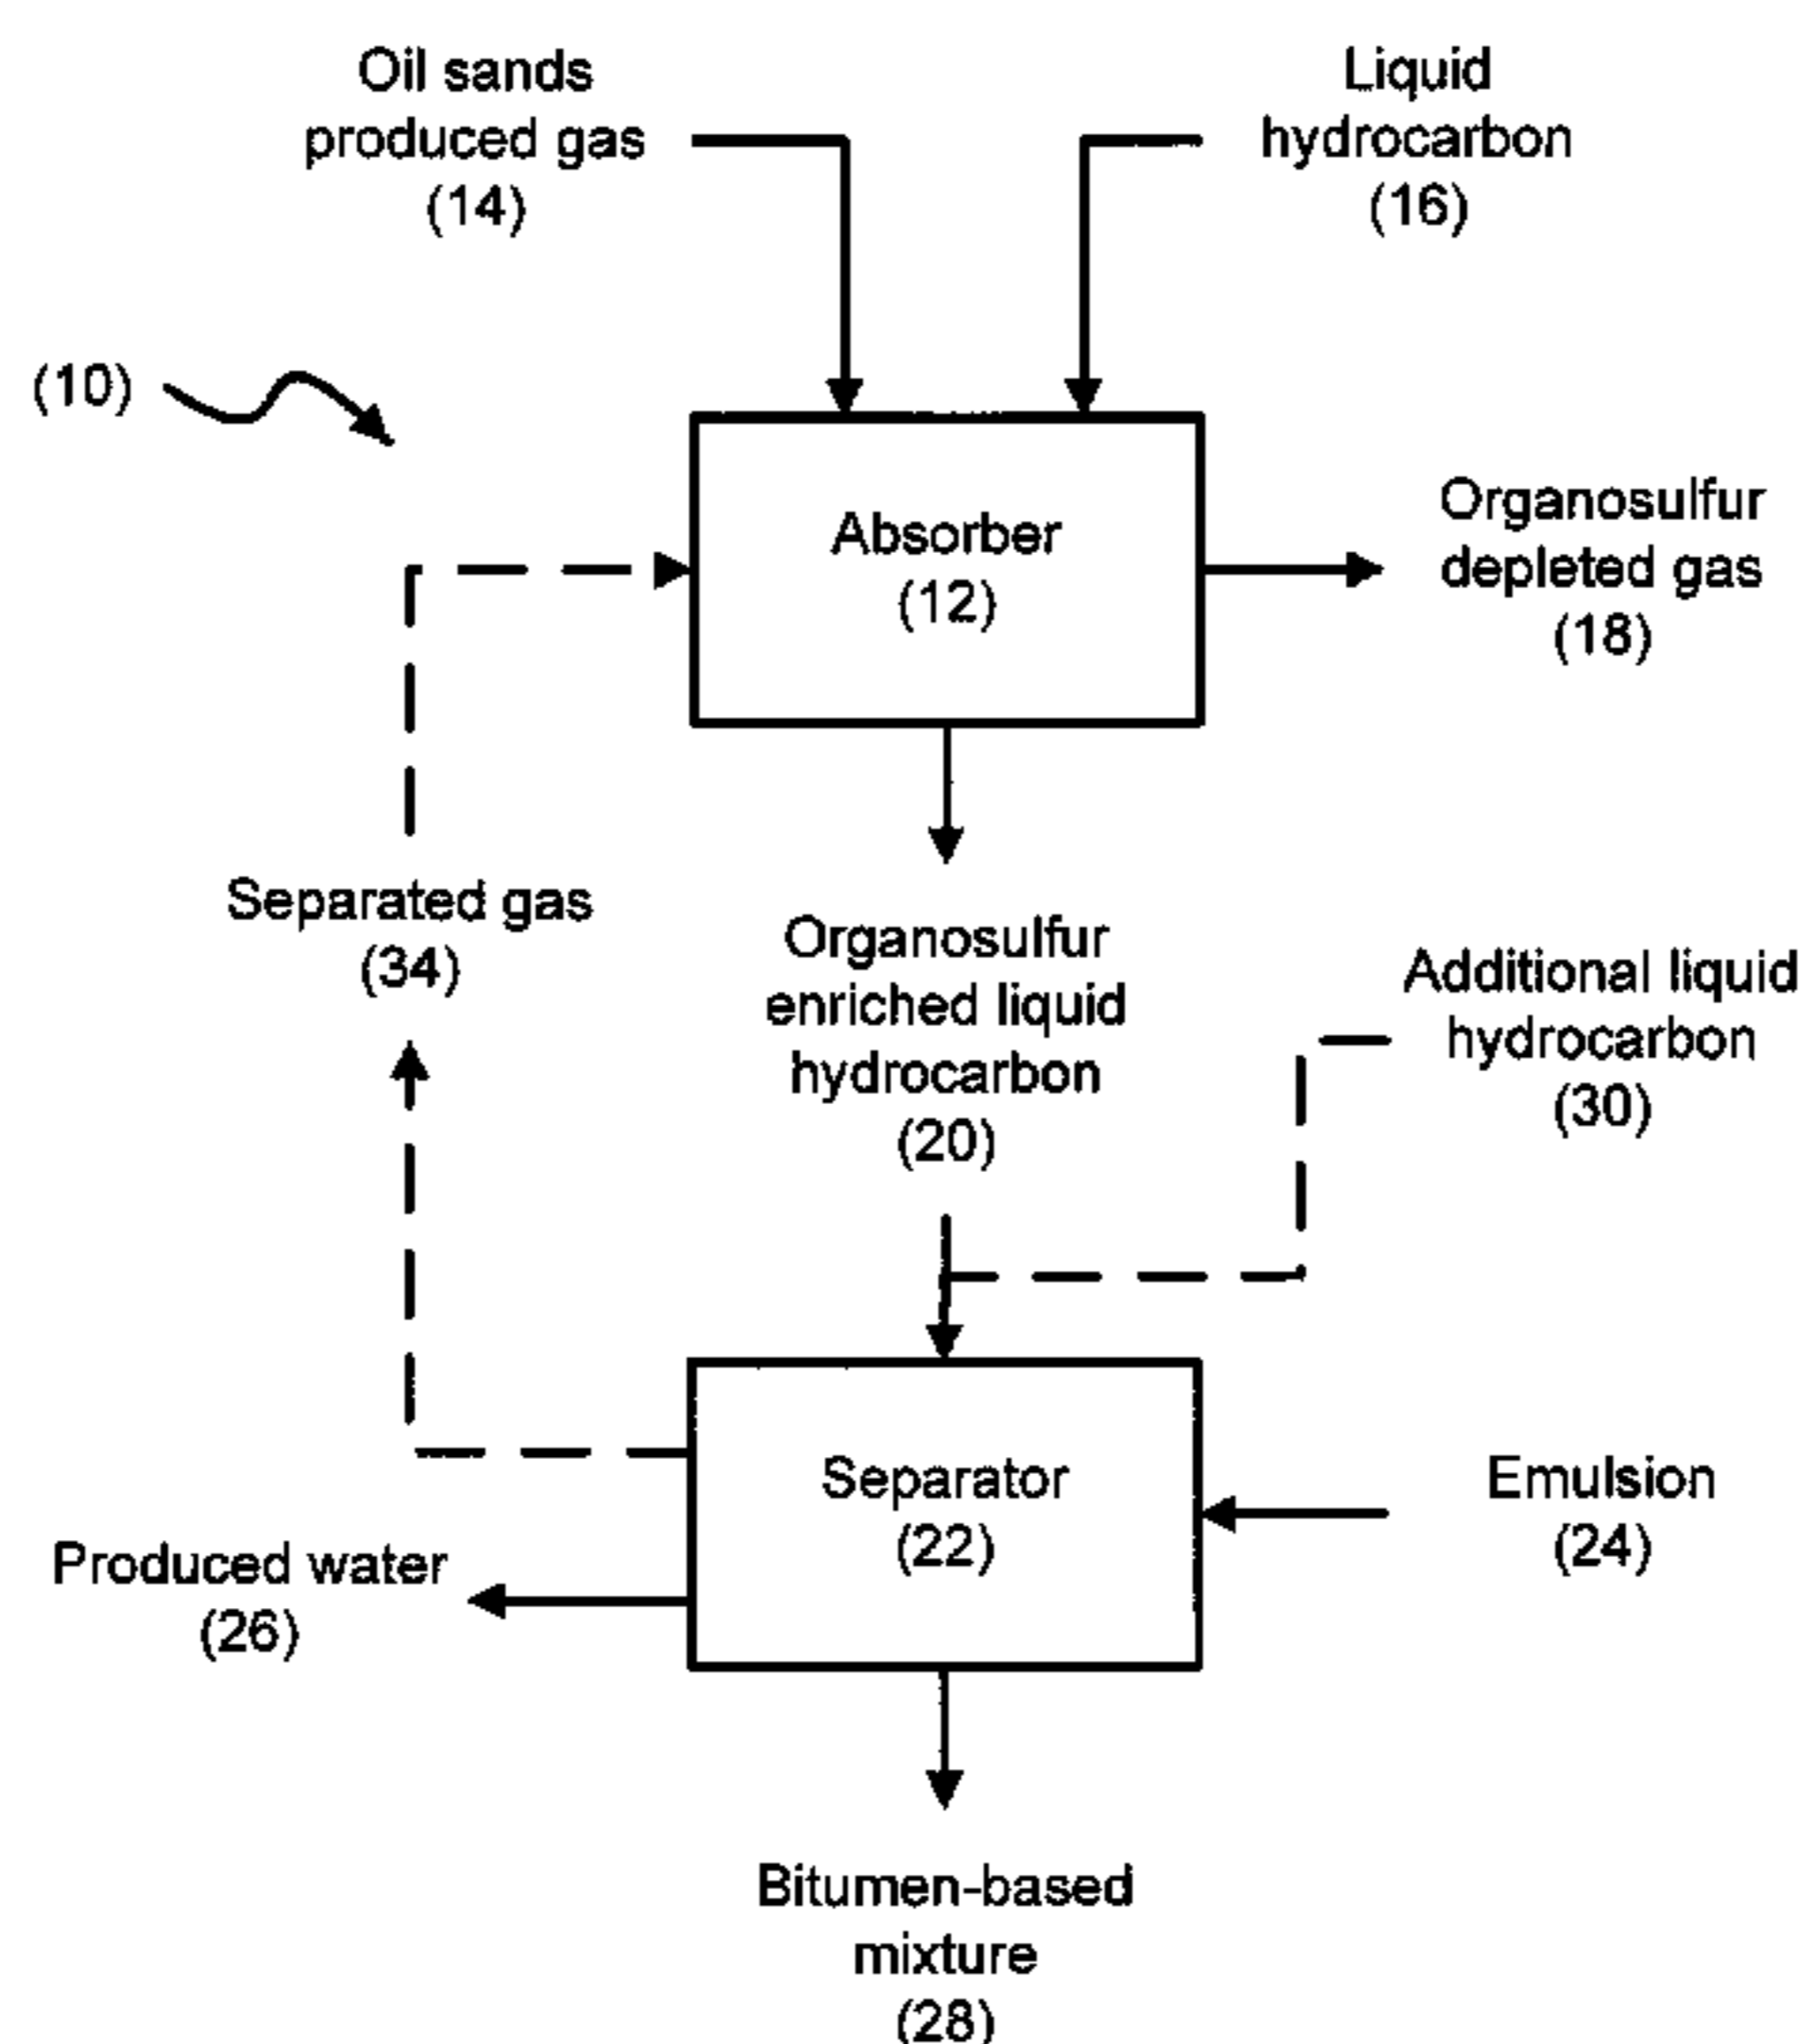 Oil sands
produced gas
(14)
Liquid
hydrocarbon
(16)
(10)
Absorber
(12)
Organosulfur
depleted gas
(18)
Separated gas
(34)
Organosulfur
enriched liquid
hydrocarbon
(20)
Additional liquid
hydrocarbon
(30)
Separator
(22)
Emulsion
(24)
Produced water
(26)
Bitumen-based
mixture
(28)